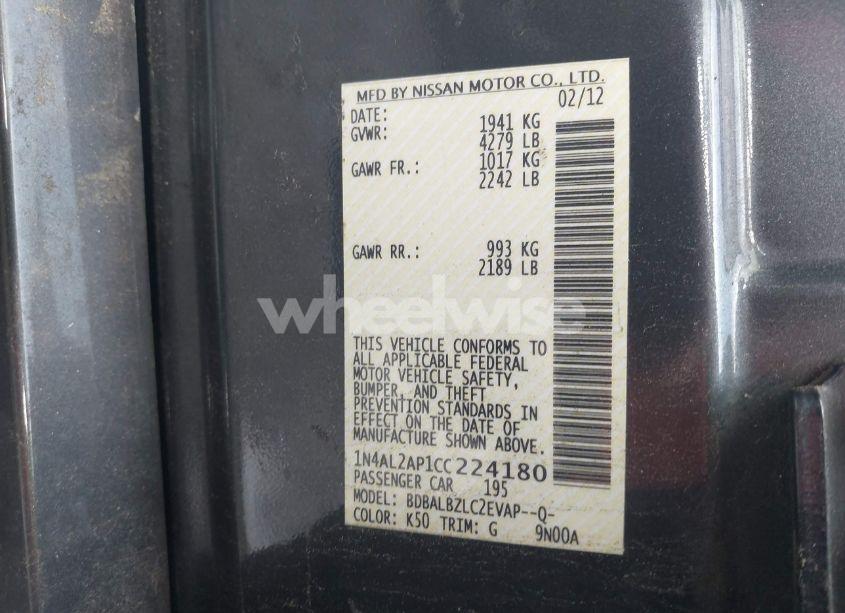 MFD BY NISSAN MOTOR CO., LTD.
DATE: 02/12
GVWR: 1941 KG
4279 LB
GAWR FR.: 1017 KG
2242 LB
GAWR RR.: 993 KG
2189 LB
wheelwise
THIS VEHICLE CONFORMS TO
ALL APPLICABLE FEDERAL
MOTOR VEHICLE SAFETY,
BUMPER, AND THEFT
PREVENTION STANDARDS IN
EFFECT ON THE DATE OF
MANUFACTURE SHOWN ABOVE.
1N4AL2AP1CC224180
PASSENGER CAR 195
MODEL: BDBALBZLC2EVAP--Q-
COLOR: K50 TRIM: G 9N00A